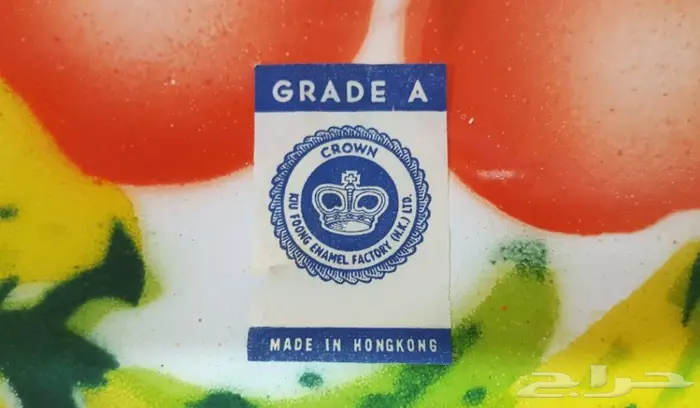 GRADE A
CROWN
KIU FOONG ENAMEL FACTORY (H.K.) LTD.
MADE IN HONGKONG
حراج